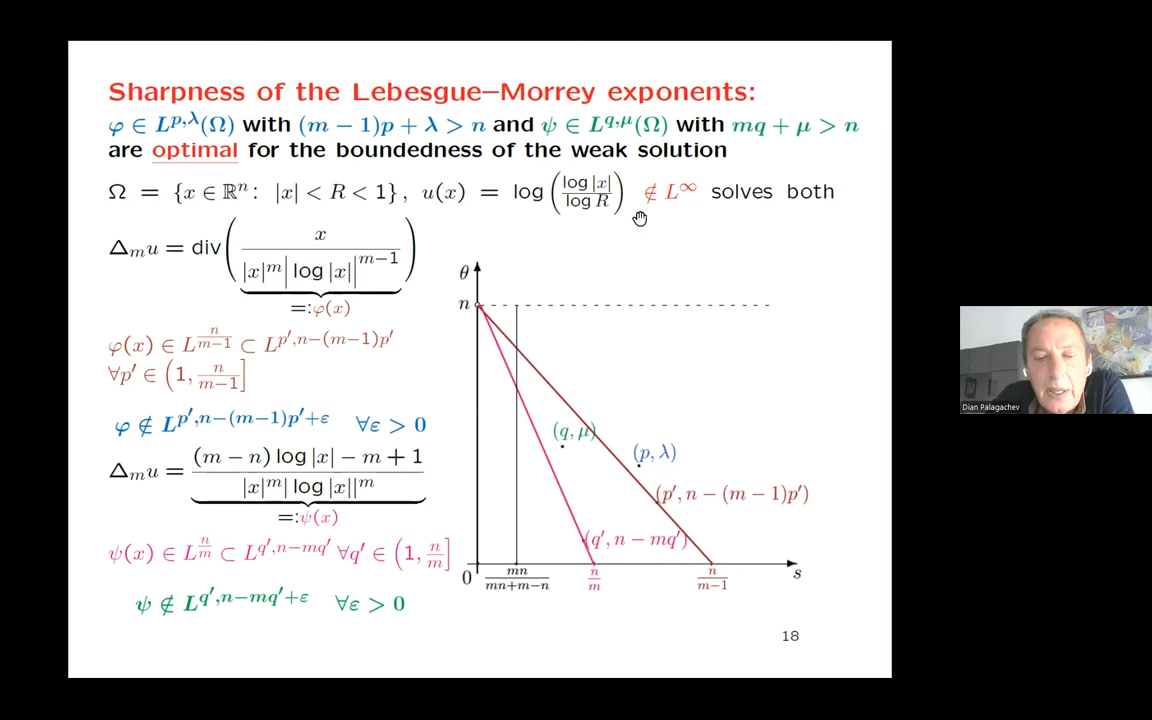 Sharpness of the Lebesgue–Morrey exponents:
φ ∈ L^{p,λ}(Ω) with (m − 1)p + λ > n and ψ ∈ L^{q,μ}(Ω) with mq + μ > n
are optimal for the boundedness of the weak solution
Ω = {x ∈ ℝⁿ : |x| < R < 1}, u(x) = log(log|x| / log R) ∉ L^∞ solves both
Δ_m u = div( x / (|x|^m |log|x||^{m−1}) )
=:φ(x)
φ(x) ∈ L^{n/(m−1)} ⊂ L^{p′,n−(m−1)p′}
∀p′ ∈ (1, n/(m−1)]
φ ∉ L^{p′,n−(m−1)p′+ε} ∀ε > 0
Δ_m u = ((m − n) log|x| − m + 1) / (|x|^m |log|x||^m)
=:ψ(x)
ψ(x) ∈ L^{n/m} ⊂ L^{q′,n−mq′} ∀q′ ∈ (1, n/m]
ψ ∉ L^{q′,n−mq′+ε} ∀ε > 0
θ
n
(q, μ)
(p, λ)
(p′, n − (m − 1)p′)
(q′, n − mq′)
0
mn/(mn+m−n)
n/m
n/(m−1)
s
18
Dian Palagachev